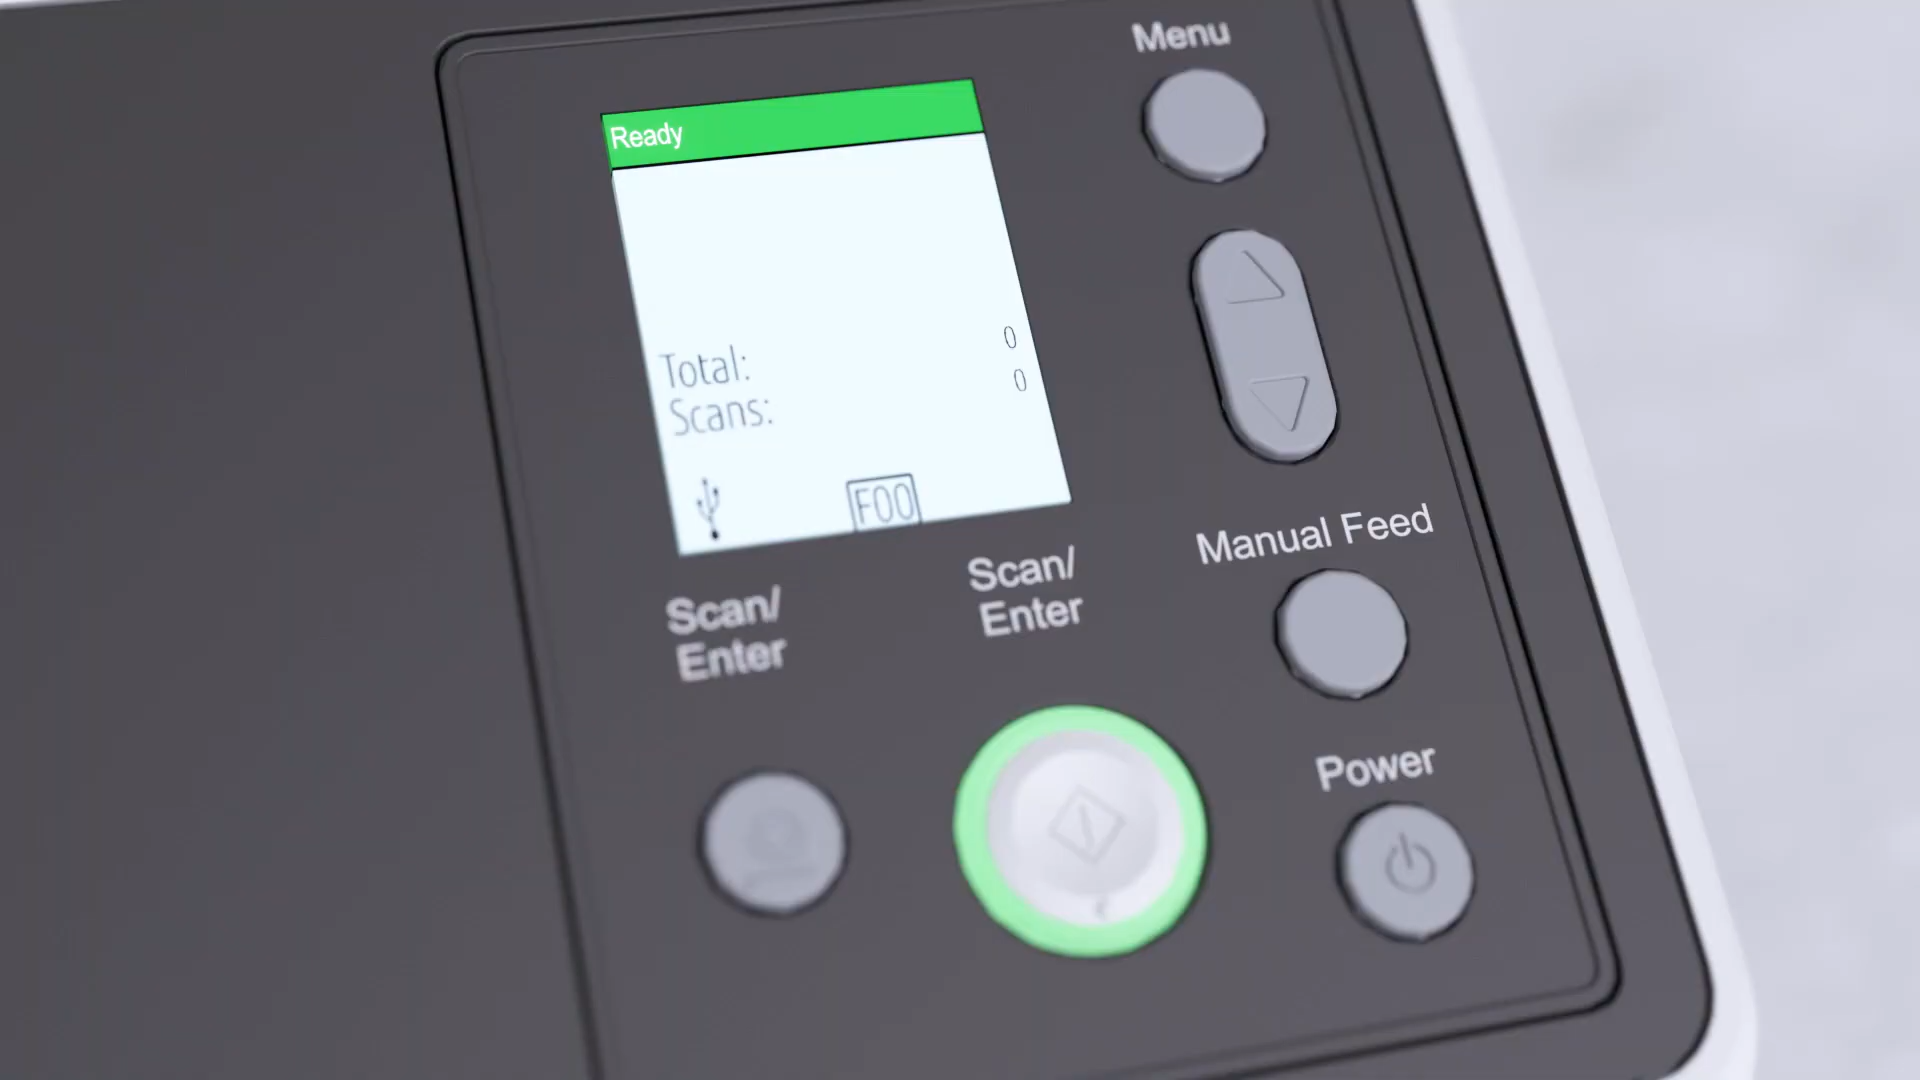 Menu
Ready
Total: 0
Scans: 0
F00
Manual Feed
Scan/
Enter
Scan/
Enter
Power